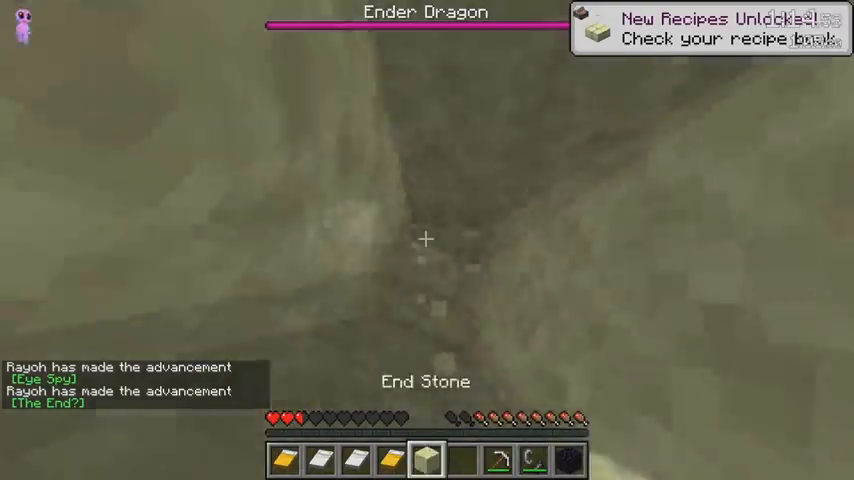 Ender Dragon
New Recipes Unlocked!
Check your recipe book
Rayoh has made the advancement
[Eye Spy]
Rayoh has made the advancement
[The End?]
End Stone